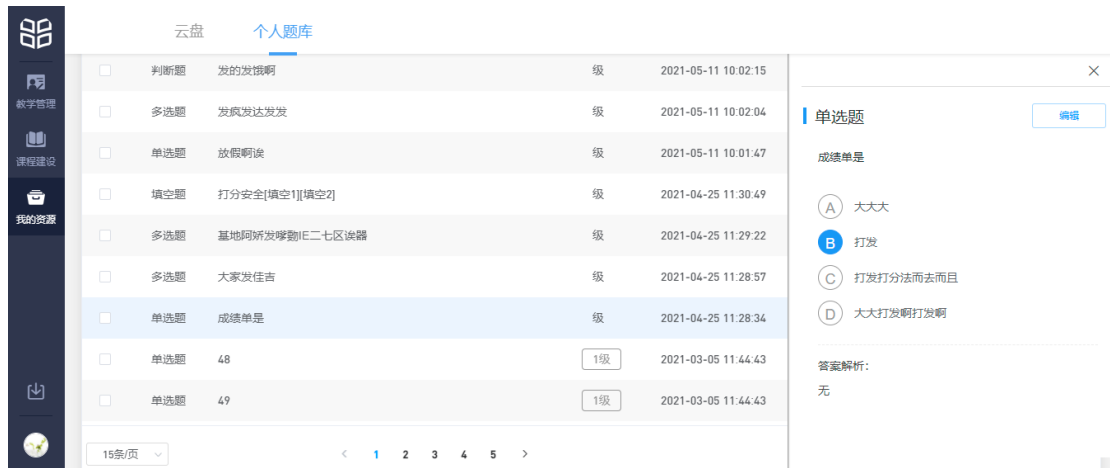 云盘 个人题库
教学管理
课程建设
我的资源
判断题 发的发饿啊 级 2021-05-11 10:02:15
多选题 发疯发达发发 级 2021-05-11 10:02:04
单选题 放假啊诶 级 2021-05-11 10:01:47
填空题 打分安全[填空1][填空2] 级 2021-04-25 11:30:49
多选题 基地阿娇发嗲勤IE二七区诶器 级 2021-04-25 11:29:22
多选题 大家发佳吉 级 2021-04-25 11:28:57
单选题 成绩单是 级 2021-04-25 11:28:34
单选题 48 1级 2021-03-05 11:44:43
单选题 49 1级 2021-03-05 11:44:43
15条/页 1 2 3 4 5
单选题 编辑
成绩单是
A 大大大
B 打发
C 打发打分法而去而且
D 大大打发啊打发啊
答案解析：
无